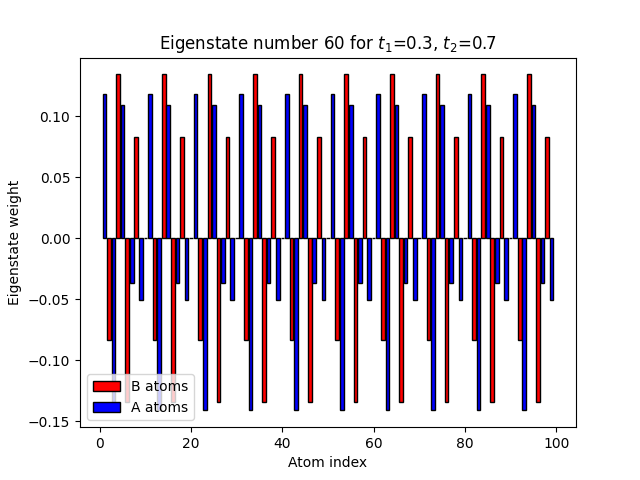 Eigenstate number 60 for t₁=0.3, t₂=0.7
Eigenstate weight
0.10
0.05
0.00
−0.05
−0.10
−0.15
B atoms
A atoms
0 20 40 60 80 100
Atom index